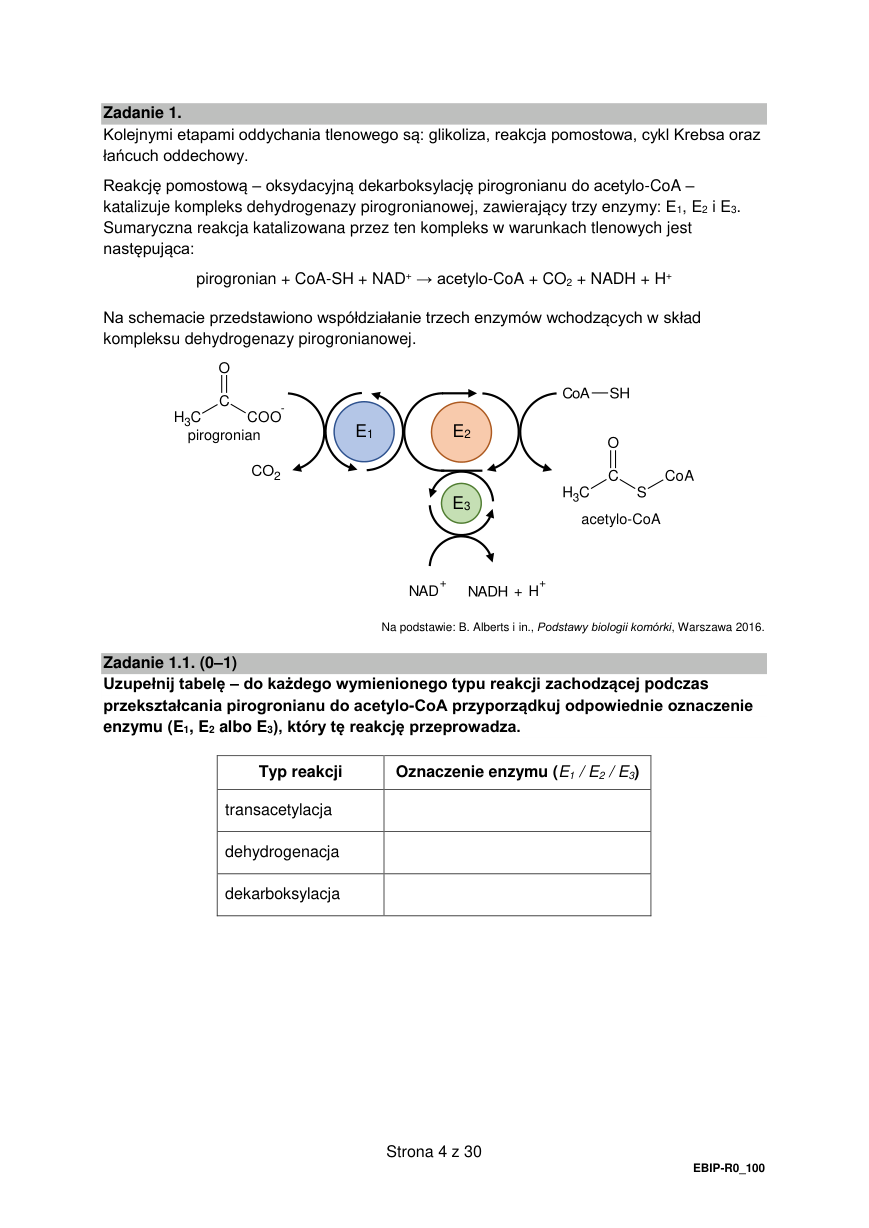 Zadanie 1.
Kolejnymi etapami oddychania tlenowego są: glikoliza, reakcja pomostowa, cykl Krebsa oraz
łańcuch oddechowy.
Reakcję pomostową – oksydacyjną dekarboksylację pirogronianu do acetylo-CoA –
katalizuje kompleks dehydrogenazy pirogronianowej, zawierający trzy enzymy: E₁, E₂ i E₃.
Sumaryczna reakcja katalizowana przez ten kompleks w warunkach tlenowych jest
następująca:
pirogronian + CoA-SH + NAD⁺ → acetylo-CoA + CO₂ + NADH + H⁺
Na schemacie przedstawiono współdziałanie trzech enzymów wchodzących w skład
kompleksu dehydrogenazy pirogronianowej.
O
C
H₃C COO⁻
pirogronian
CO₂
E₁
E₂
E₃
CoA—SH
O
C
H₃C S CoA
acetylo-CoA
NAD⁺ NADH + H⁺
Na podstawie: B. Alberts i in., Podstawy biologii komórki, Warszawa 2016.
Zadanie 1.1. (0–1)
Uzupełnij tabelę – do każdego wymienionego typu reakcji zachodzącej podczas
przekształcania pirogronianu do acetylo-CoA przyporządkuj odpowiednie oznaczenie
enzymu (E₁, E₂ albo E₃), który tę reakcję przeprowadza.
Typ reakcji Oznaczenie enzymu (E₁ / E₂ / E₃)
transacetylacja
dehydrogenacja
dekarboksylacja
Strona 4 z 30
EBIP-R0_100